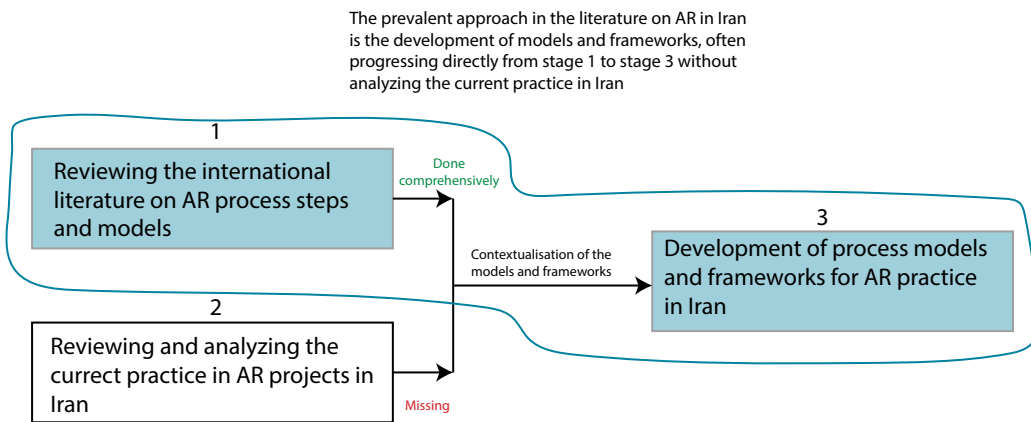 The prevalent approach in the literature on AR in Iran
is the development of models and frameworks, often
progressing directly from stage 1 to stage 3 without
analyzing the current practice in Iran
1
Reviewing the international
literature on AR process steps
and models
Done
comprehensively
3
Contextualisation of the
models and frameworks
Development of process models
and frameworks for AR practice
in Iran
2
Reviewing and analyzing the
currect practice in AR projects in
Iran
Missing